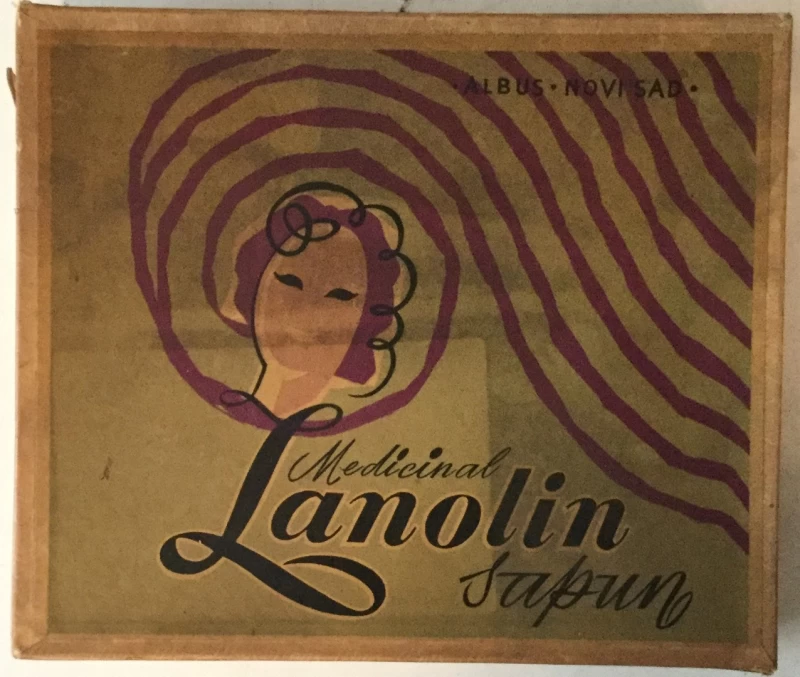 • ALBUS • NOVI SAD •
Medicinal
Lanolin
sapun